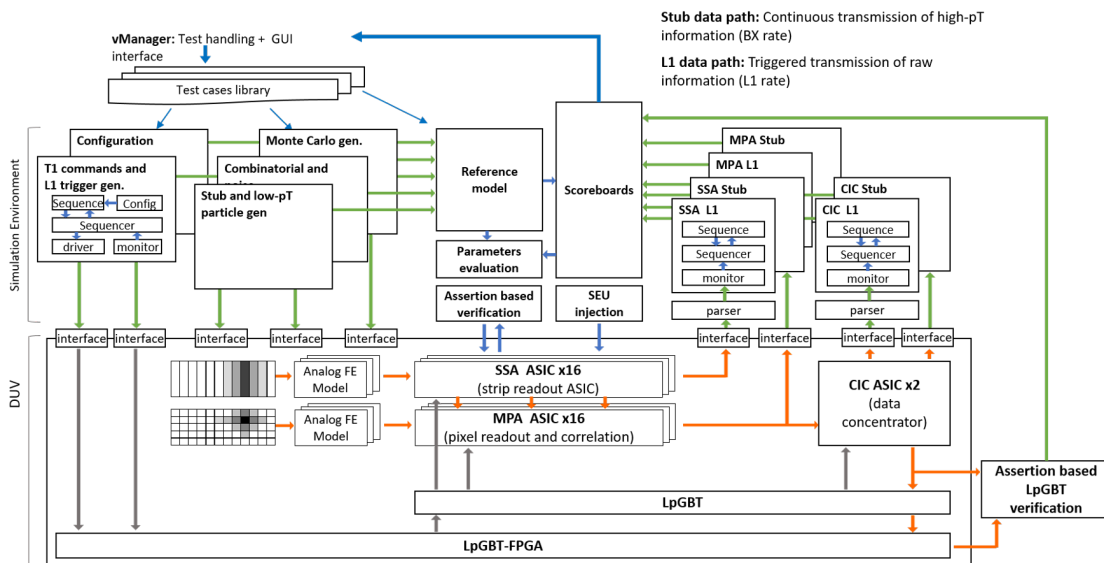 Stub data path: Continuous transmission of high-pT
information (BX rate)
L1 data path: Triggered transmission of raw
information (L1 rate)
vManager: Test handling + GUI
interface
Test cases library
Simulation Environment
Configuration
T1 commands and
L1 trigger gen.
Sequence
Config
Sequencer
driver
monitor
Monte Carlo gen.
Combinatorial and
Stub and low-pT
particle gen
Reference
model
Scoreboards
Parameters
evaluation
Assertion based
verification
SEU
injection
MPA Stub
MPA L1
SSA Stub
SSA L1
Sequence
Sequencer
monitor
parser
CIC Stub
CIC L1
Sequence
Sequencer
monitor
parser
interface
interface
interface
interface
interface
interface
interface
interface
interface
DUV
Analog FE
Model
SSA ASIC x16
(strip readout ASIC)
Analog FE
Model
MPA ASIC x16
(pixel readout and correlation)
CIC ASIC x2
(data
concentrator)
Assertion based
LpGBT
verification
LpGBT
LpGBT-FPGA